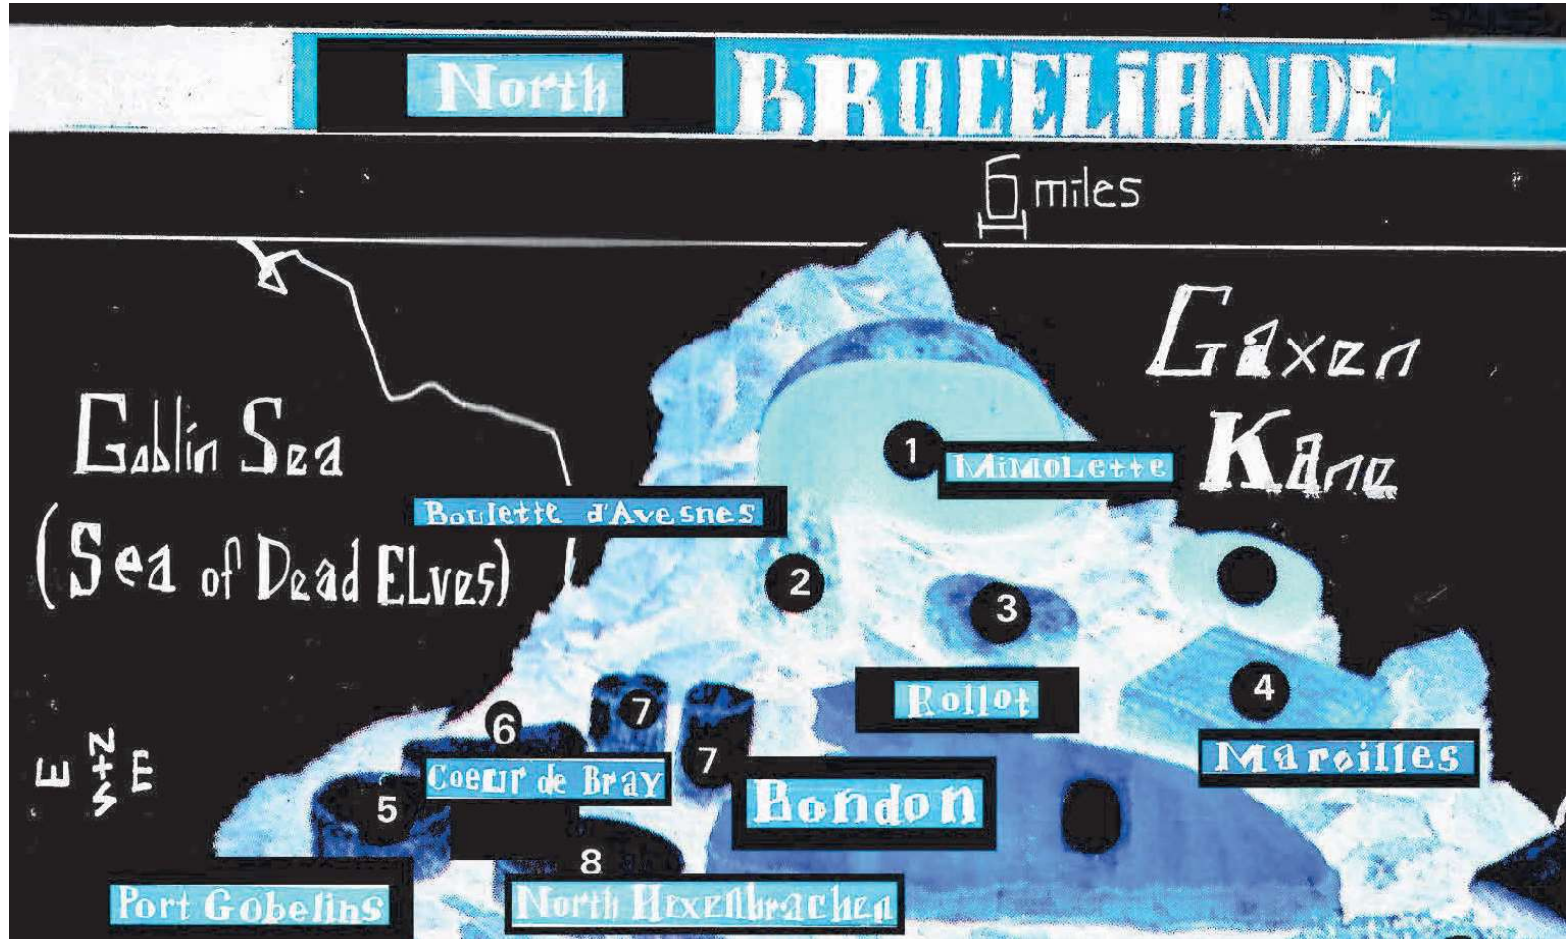 North BROCELIANDE
6 miles
Gaxen
Kane
Goblin Sea
(Sea of Dead Elves)
1
Mimolette
Boulette d'Avesnes
2
3
Rollot
4
Maroilles
E
N
S
E
7
7
6
Coeur de Bray
5
Bondon
8
Port Gobelins
North Hexenbrachen